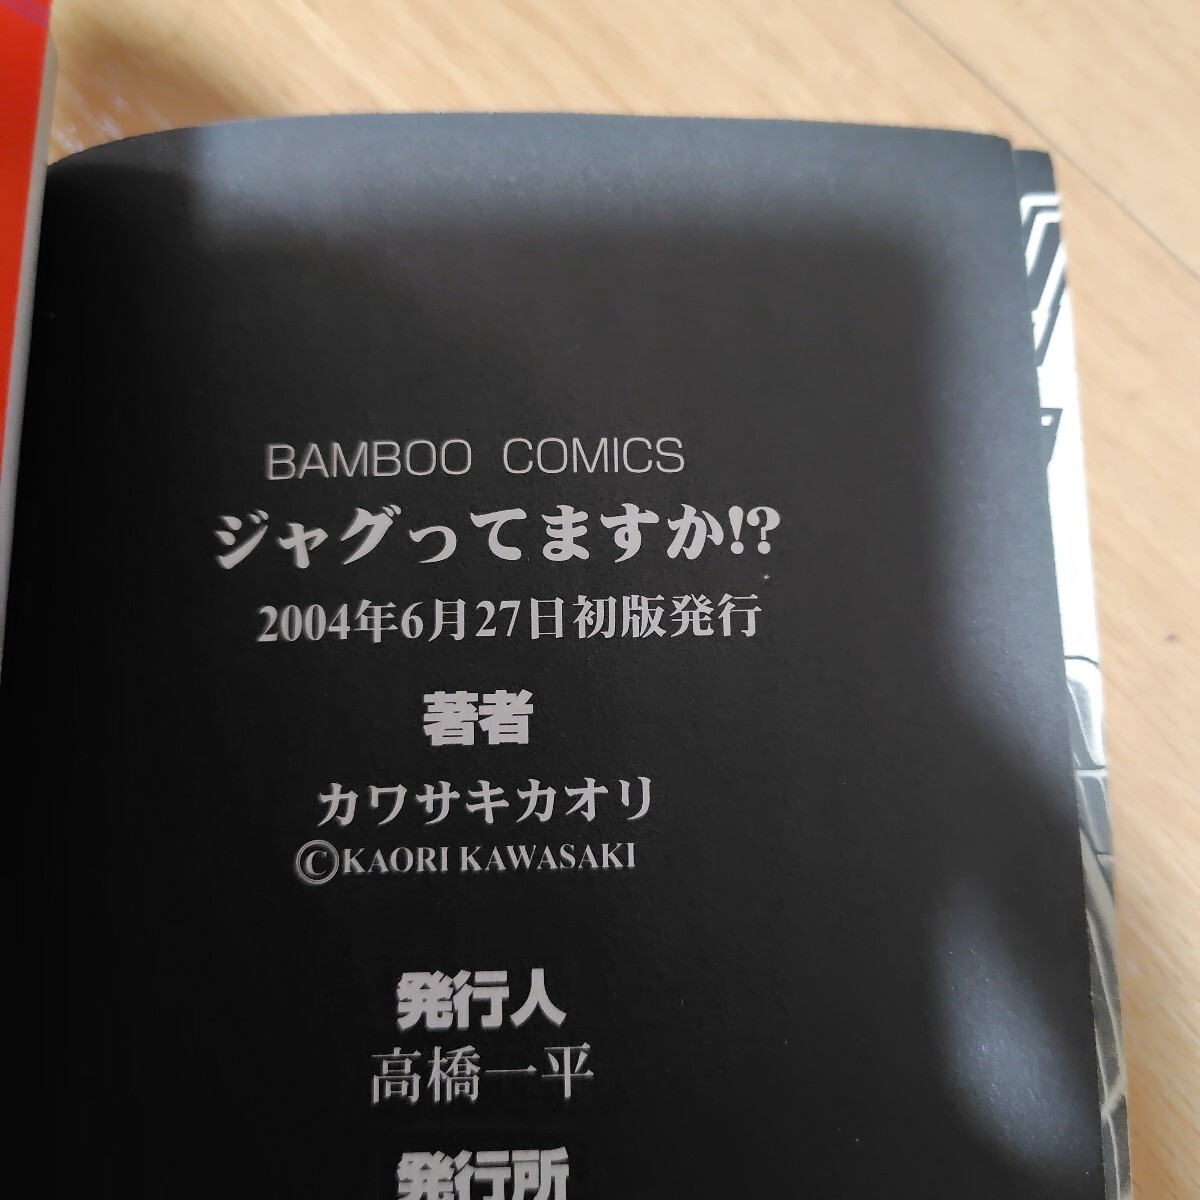 BAMBOO COMICS
ジャグってますか!?
2004年6月27日初版発行
著者
カワサキカオリ
©KAORI KAWASAKI
発行人
高橋一平
発行所